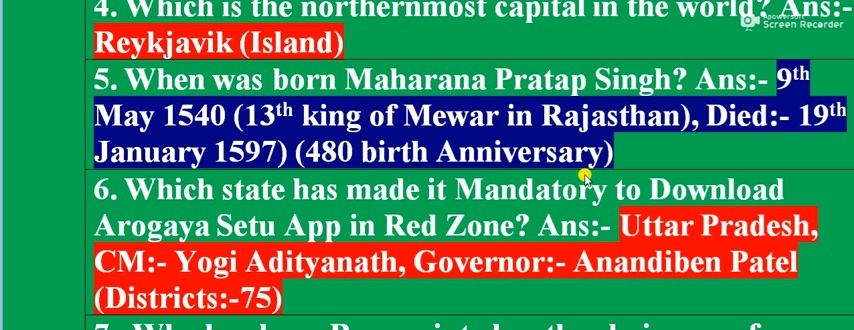 4. Which is the northernmost capital in the world? Ans:-
Apowersoft
Screen Recorder
Reykjavik (Island)
5. When was born Maharana Pratap Singh? Ans:- 9th
May 1540 (13th king of Mewar in Rajasthan), Died:- 19th
January 1597) (480 birth Anniversary)
6. Which state has made it Mandatory to Download
Arogaya Setu App in Red Zone? Ans:- Uttar Pradesh,
CM:- Yogi Adityanath, Governor:- Anandiben Patel
(Districts:-75)